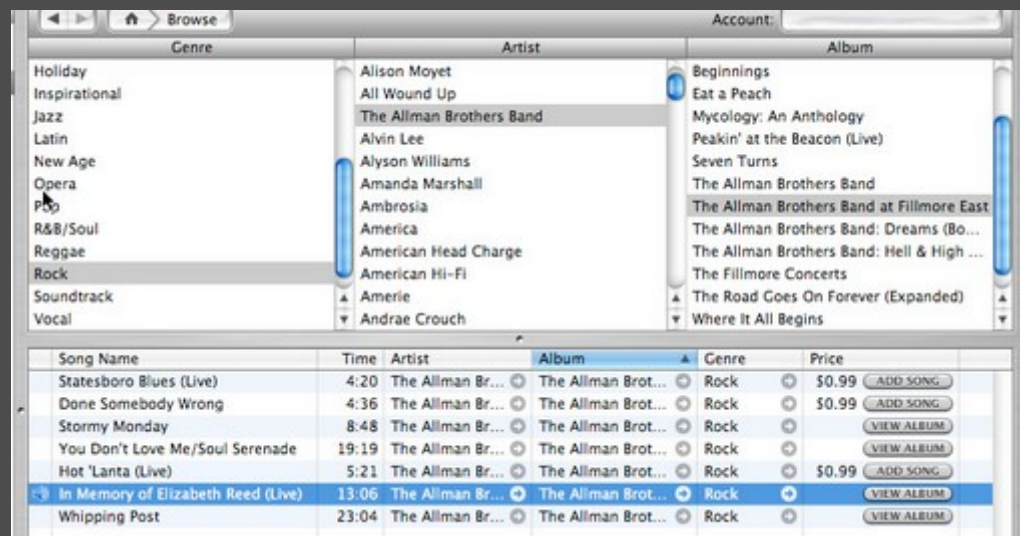 Browse Account:
Genre Artist Album
Holiday Alison Moyet Beginnings
Inspirational All Wound Up Eat a Peach
Jazz The Allman Brothers Band Mycology: An Anthology
Latin Alvin Lee Peakin' at the Beacon (Live)
New Age Alyson Williams Seven Turns
Opera Amanda Marshall The Allman Brothers Band
Pop Ambrosia The Allman Brothers Band at Fillmore East
R&B/Soul America The Allman Brothers Band: Dreams (Bo...
Reggae American Head Charge The Allman Brothers Band: Hell & High ...
Rock American Hi-Fi The Fillmore Concerts
Soundtrack Amerie The Road Goes On Forever (Expanded)
Vocal Andrae Crouch Where It All Begins
Song Name Time Artist Album Genre Price
Statesboro Blues (Live) 4:20 The Allman Br... The Allman Brot... Rock $0.99 ADD SONG
Done Somebody Wrong 4:36 The Allman Br... The Allman Brot... Rock $0.99 ADD SONG
Stormy Monday 8:48 The Allman Br... The Allman Brot... Rock VIEW ALBUM
You Don't Love Me/Soul Serenade 19:19 The Allman Br... The Allman Brot... Rock VIEW ALBUM
Hot 'Lanta (Live) 5:21 The Allman Br... The Allman Brot... Rock $0.99 ADD SONG
In Memory of Elizabeth Reed (Live) 13:06 The Allman Br... The Allman Brot... Rock VIEW ALBUM
Whipping Post 23:04 The Allman Br... The Allman Brot... Rock VIEW ALBUM